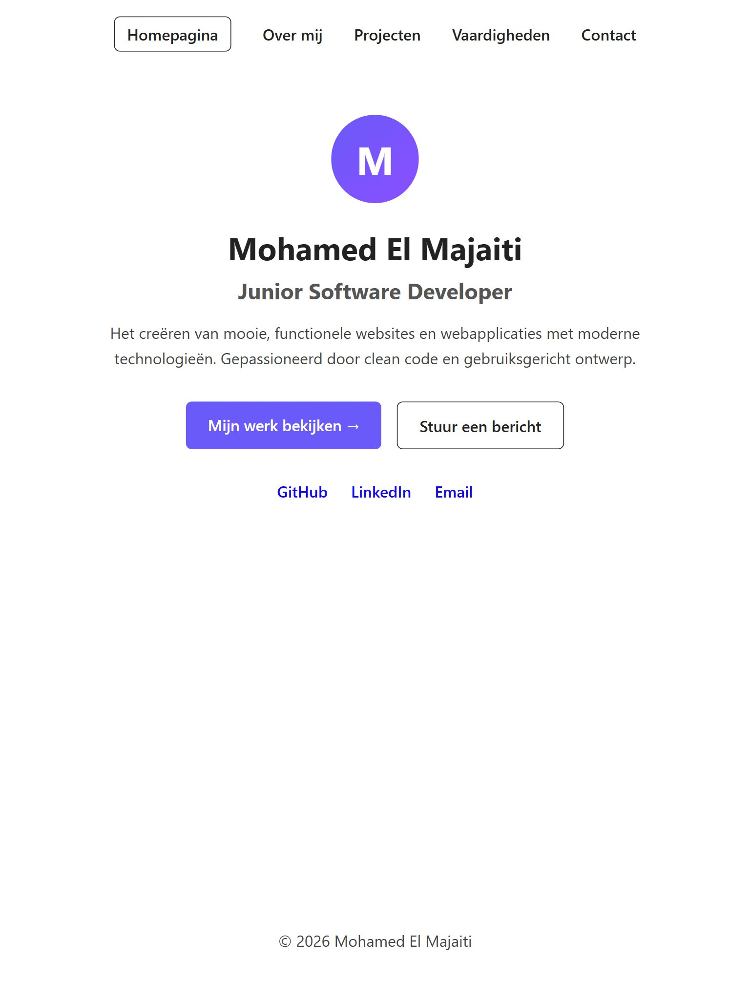 Homepagina Over mij Projecten Vaardigheden Contact
M
Mohamed El Majaiti
Junior Software Developer
Het creëren van mooie, functionele websites en webapplicaties met moderne
technologieën. Gepassioneerd door clean code en gebruiksgericht ontwerp.
Mijn werk bekijken → Stuur een bericht
GitHub LinkedIn Email
© 2026 Mohamed El Majaiti